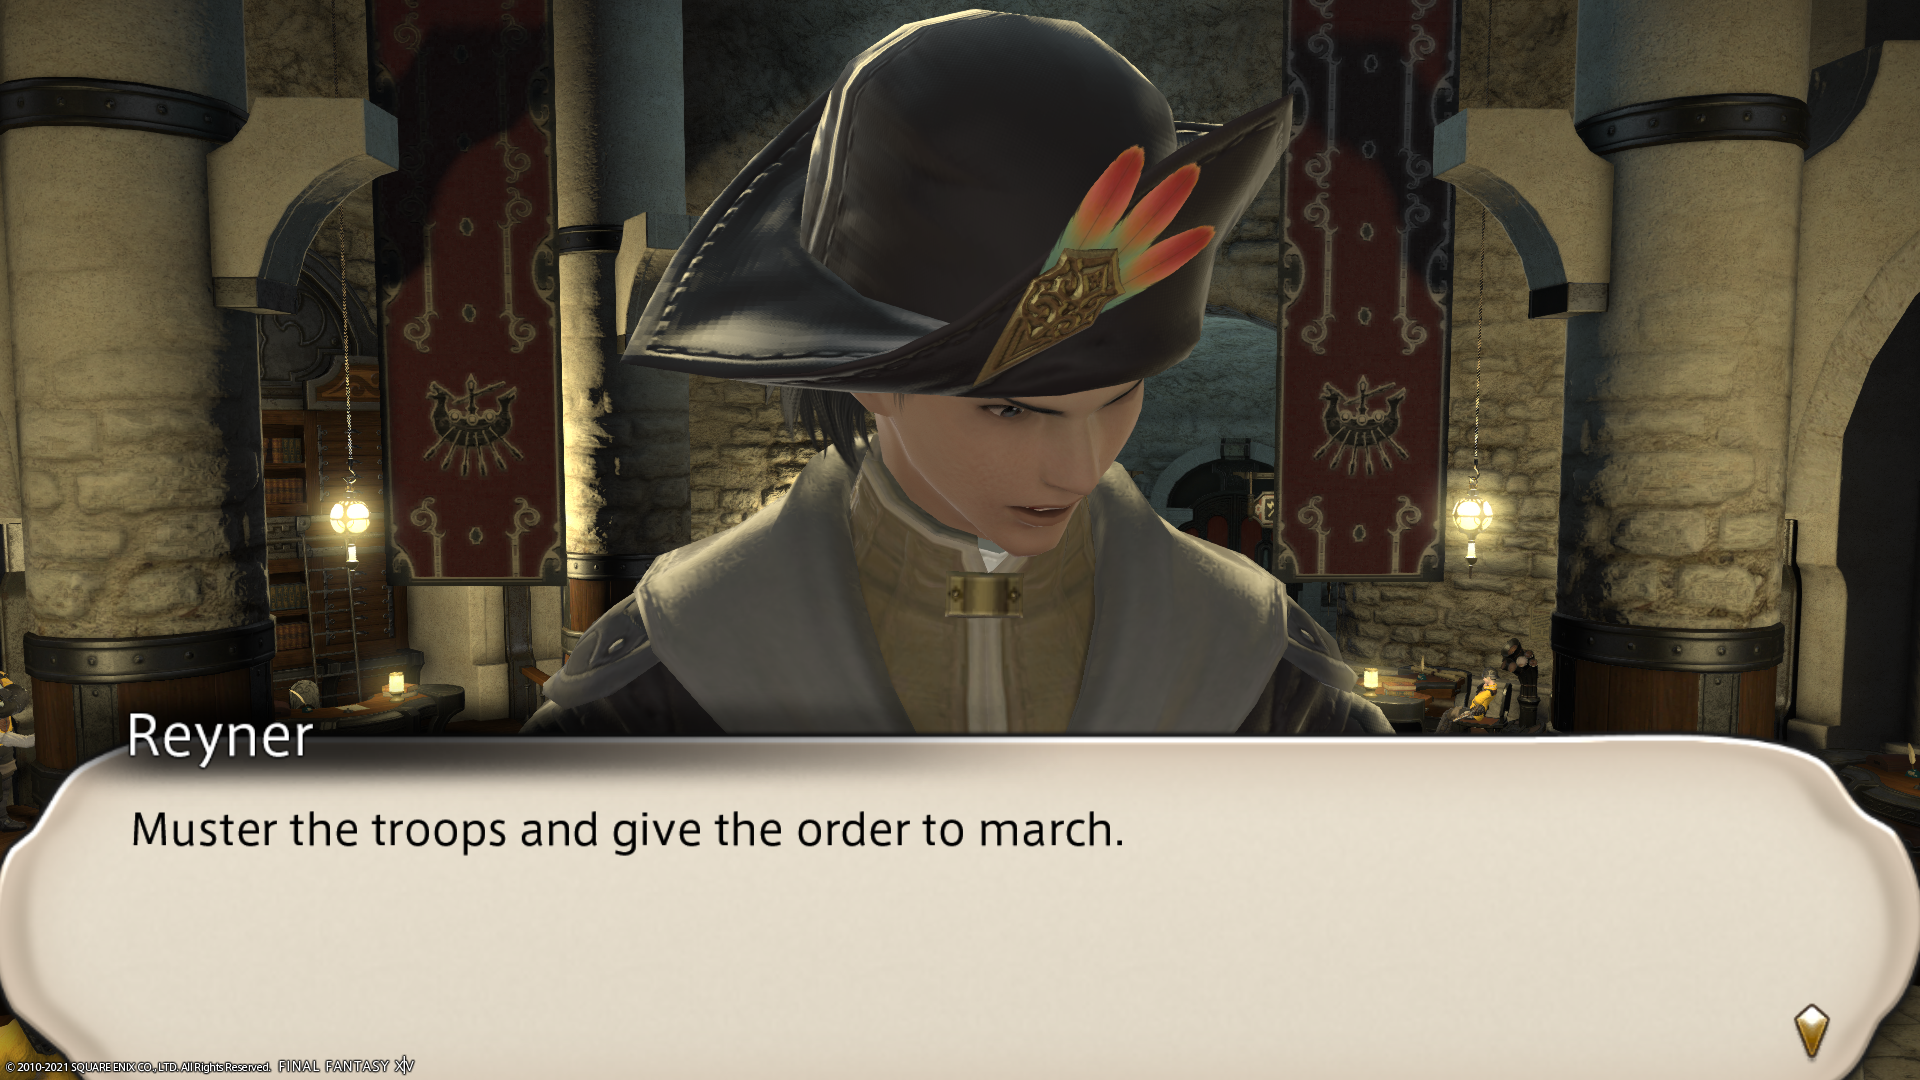 Reyner
Muster the troops and give the order to march.
© 2010-2021 SQUARE ENIX CO., LTD. All Rights Reserved. FINAL FANTASY XIV